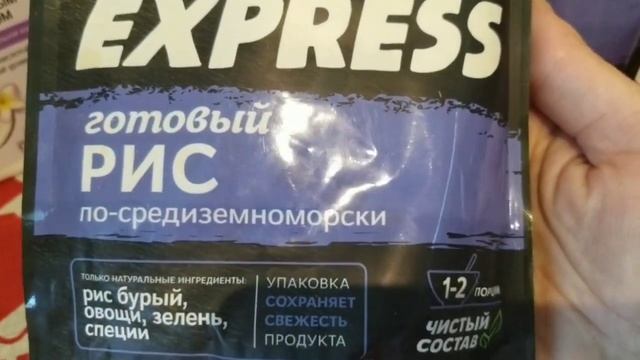 EXPRESS
готовый
РИС
по-средиземноморски
ТОЛЬКО НАТУРАЛЬНЫЕ ИНГРЕДИЕНТЫ:
рис бурый,
овощи, зелень,
специи
УПАКОВКА
СОХРАНЯЕТ
СВЕЖЕСТЬ
ПРОДУКТА
1-2 ПОРЦИИ
ЧИСТЫЙ
СОСТАВ